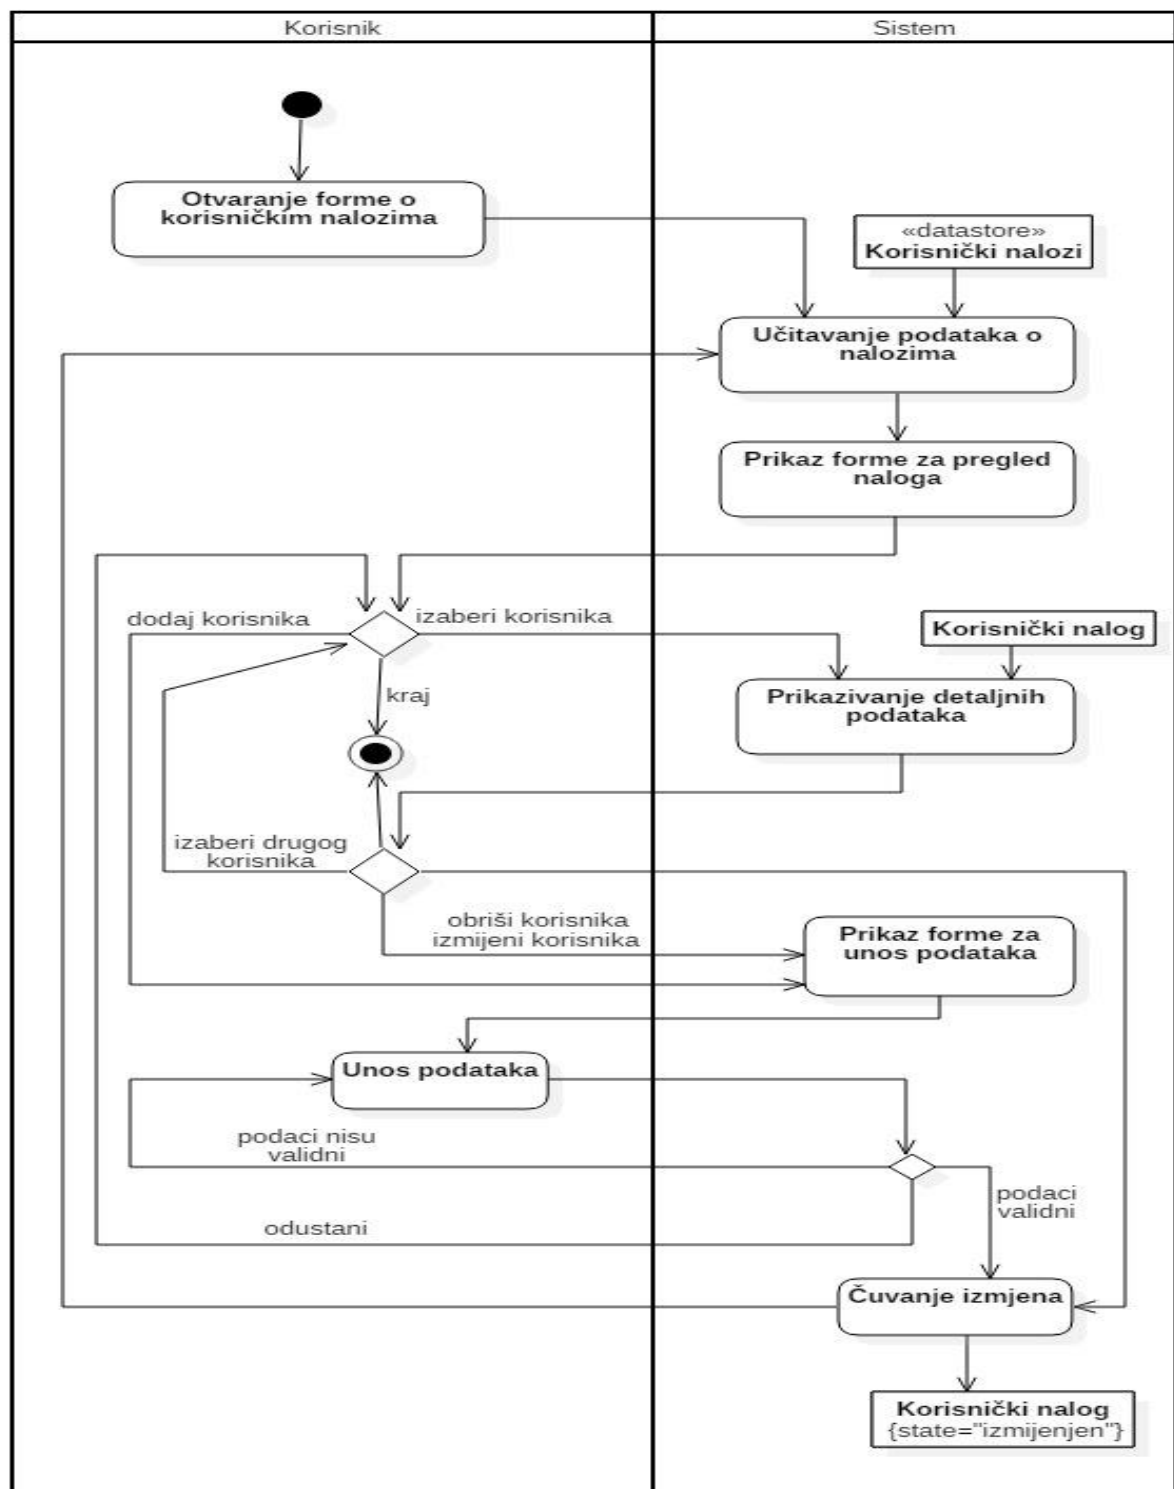 Korisnik
Sistem
Otvaranje forme o
korisničkim nalozima
«datastore»
Korisnički nalozi
Učitavanje podataka o
nalozima
Prikaz forme za pregled
naloga
dodaj korisnika
izaberi korisnika
Korisnički nalog
kraj
Prikazivanje detaljnih
podataka
izaberi drugog
korisnika
obriši korisnika
izmijeni korisnika
Prikaz forme za
unos podataka
Unos podataka
podaci nisu
validni
podaci
validni
odustani
Čuvanje izmjena
Korisnički nalog
{state="izmijenjen"}